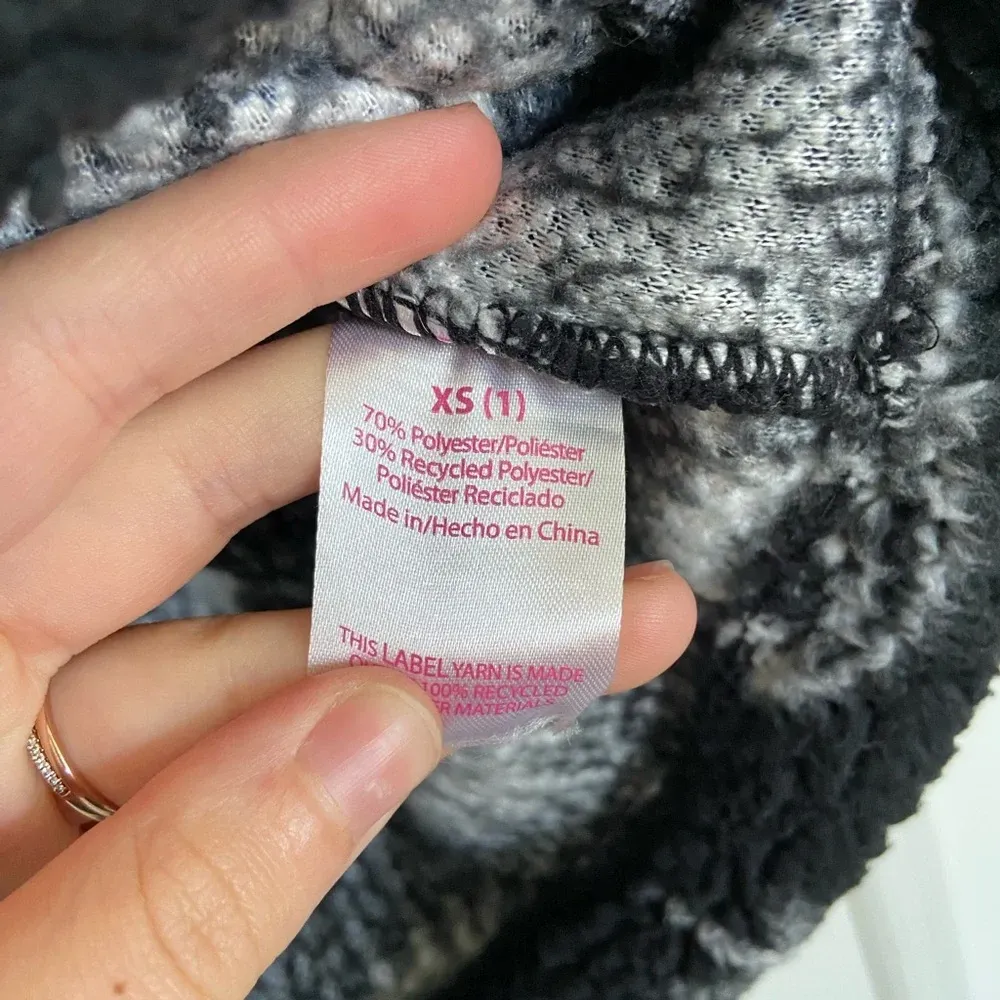 XS (1)
70% Polyester/Poliéster
30% Recycled Polyester/
Poliéster Reciclado
Made in/Hecho en China
THIS LABEL YARN IS MADE
100% RECYCLED
MATERIALS